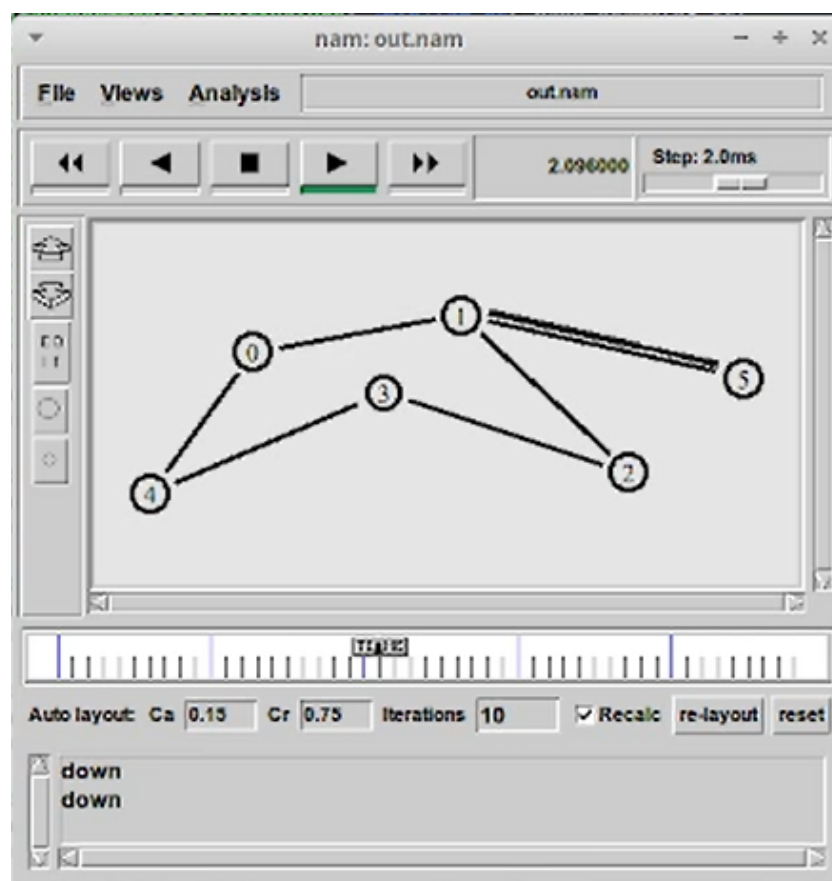 nam: out.nam
File Views Analysis
out.nam
2.096000
Step: 2.0ms
1
0
3
5
2
4
Auto layout: Ca 0.15 Cr 0.75 Iterations 10 Recalc re-layout reset
down
down